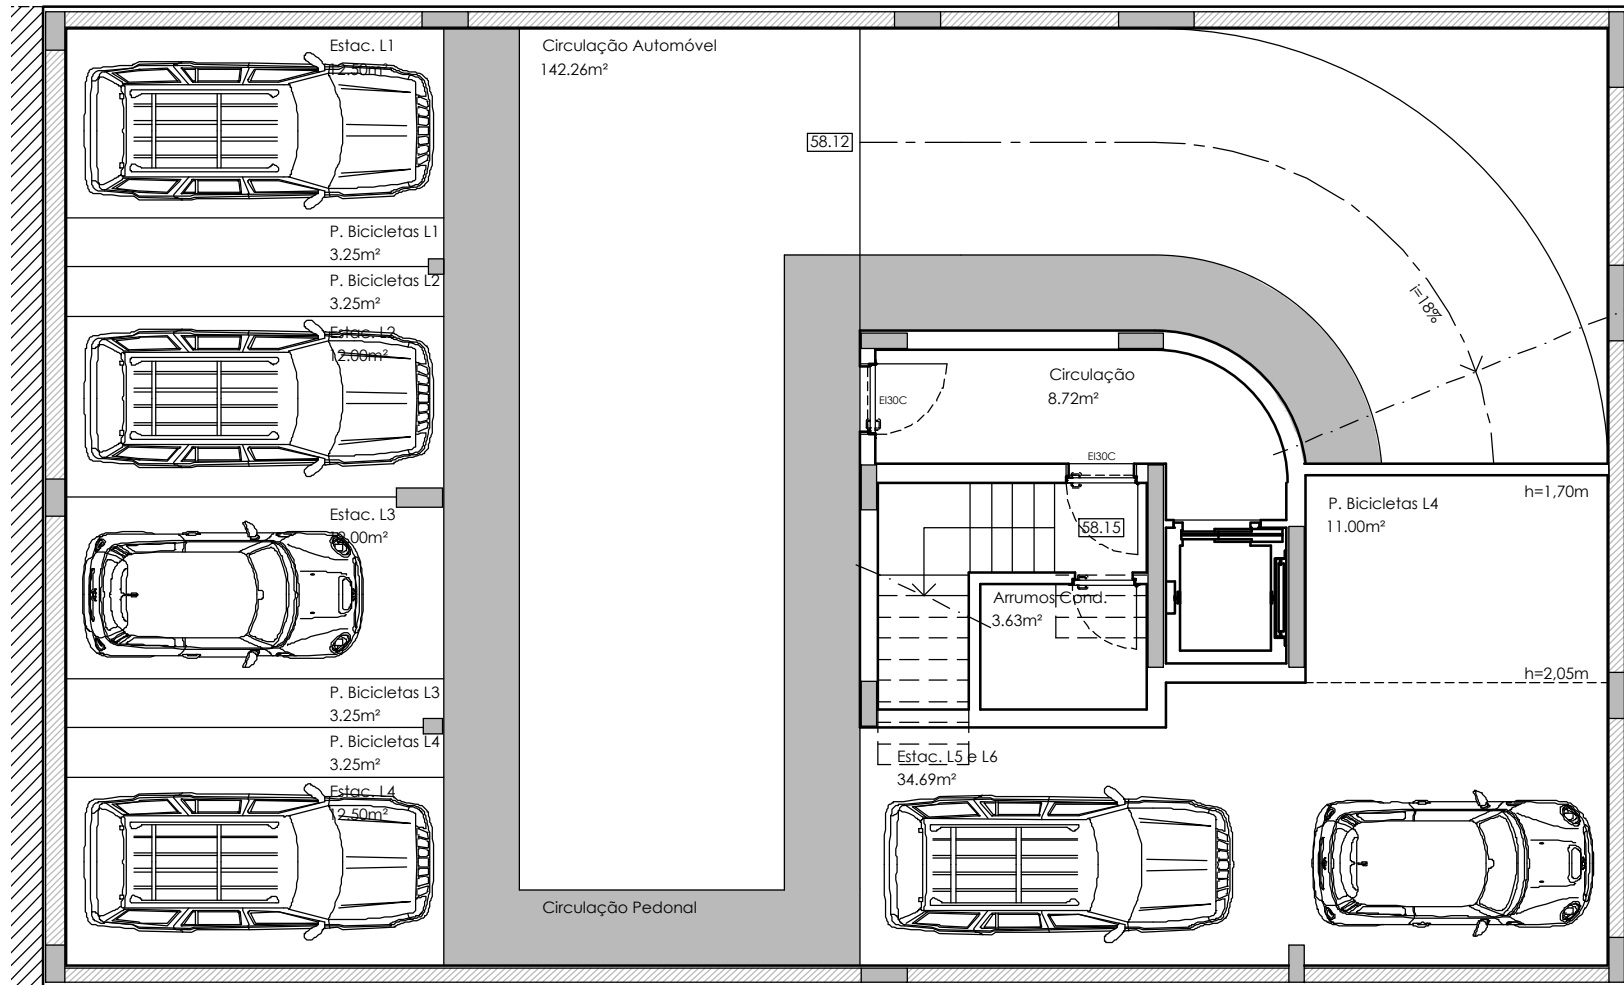 Estac. L1
12.50m²
Circulação Automóvel
142.26m²
58.12
P. Bicicletas L1
3.25m²
P. Bicicletas L2
3.25m²
Estac. L2
12.00m²
i=18%
Circulação
8.72m²
EI30C
EI30C
Estac. L3
12.00m²
58.15
P. Bicicletas L4
11.00m²
h=1,70m
Arrumos Cond.
3.63m²
h=2,05m
P. Bicicletas L3
3.25m²
P. Bicicletas L4
3.25m²
Estac. L4
12.50m²
Estac. L5 e L6
34.69m²
Circulação Pedonal